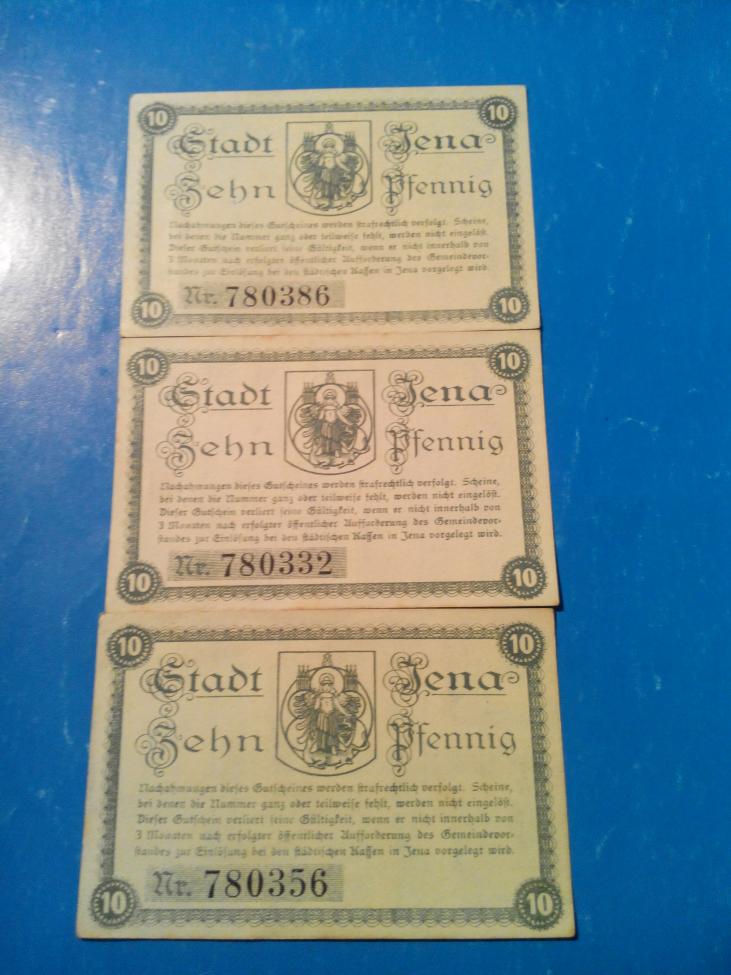 10 10
Stadt Jena
Zehn Pfennig
Nachahmungen dieses Gutscheines werden strafrechtlich verfolgt. Scheine,
bei denen die Nummer ganz oder teilweise fehlt, werden nicht eingelöst.
Dieser Gutschein verliert seine Gültigkeit, wenn er nicht innerhalb von
3 Monaten nach erfolgter öffentlicher Aufforderung des Gemeindevor-
standes zur Einlösung bei den städtischen Kassen in Jena vorgelegt wird.
Nr. 780386
10 10
10 10
Stadt Jena
Zehn Pfennig
Nachahmungen dieses Gutscheines werden strafrechtlich verfolgt. Scheine,
bei denen die Nummer ganz oder teilweise fehlt, werden nicht eingelöst.
Dieser Gutschein verliert seine Gültigkeit, wenn er nicht innerhalb von
3 Monaten nach erfolgter öffentlicher Aufforderung des Gemeindevor-
standes zur Einlösung bei den städtischen Kassen in Jena vorgelegt wird.
Nr. 780332
10 10
10 10
Stadt Jena
Zehn Pfennig
Nachahmungen dieses Gutscheines werden strafrechtlich verfolgt. Scheine,
bei denen die Nummer ganz oder teilweise fehlt, werden nicht eingelöst.
Dieser Gutschein verliert seine Gültigkeit, wenn er nicht innerhalb von
3 Monaten nach erfolgter öffentlicher Aufforderung des Gemeindevor-
standes zur Einlösung bei den städtischen Kassen in Jena vorgelegt wird.
Nr. 780356
10 10